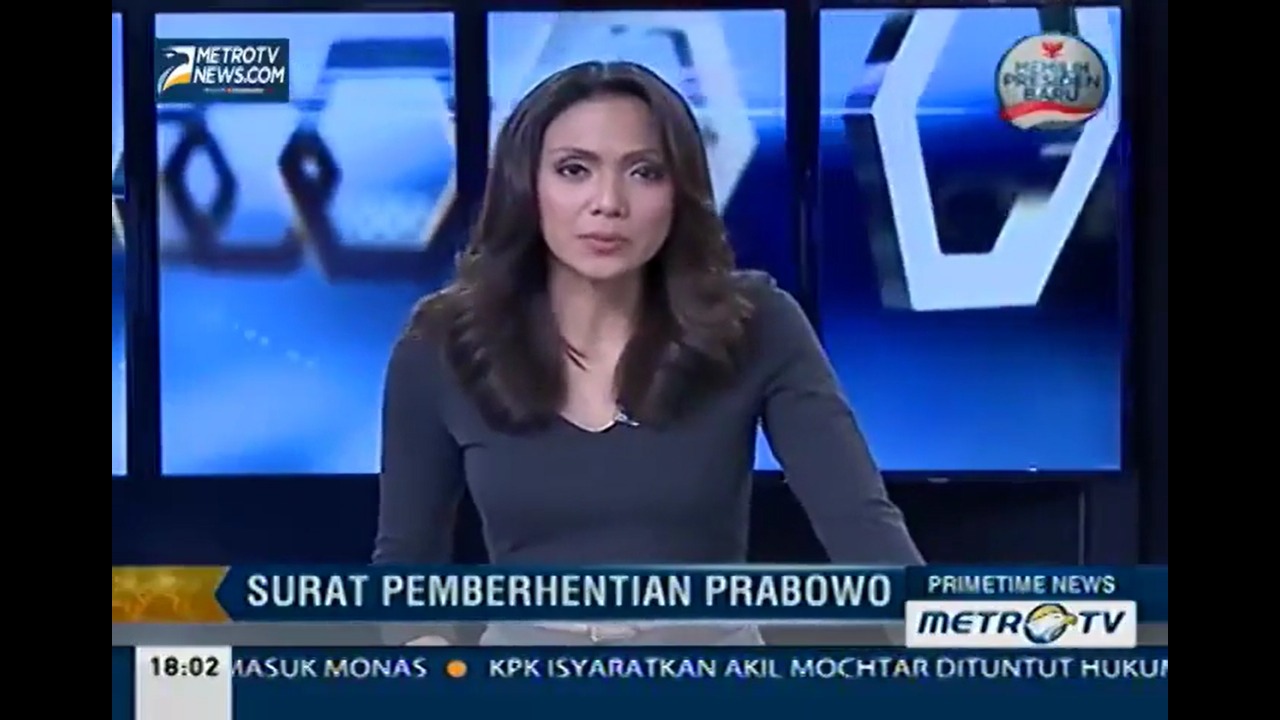 METROTV
NEWS.COM
MEMILIH
PRESIDEN
BARU
SURAT PEMBERHENTIAN PRABOWO
PRIMETIME NEWS
METRO TV
18:02
MASUK MONAS • KPK ISYARATKAN AKIL MOCHTAR DITUNTUT HUKUM